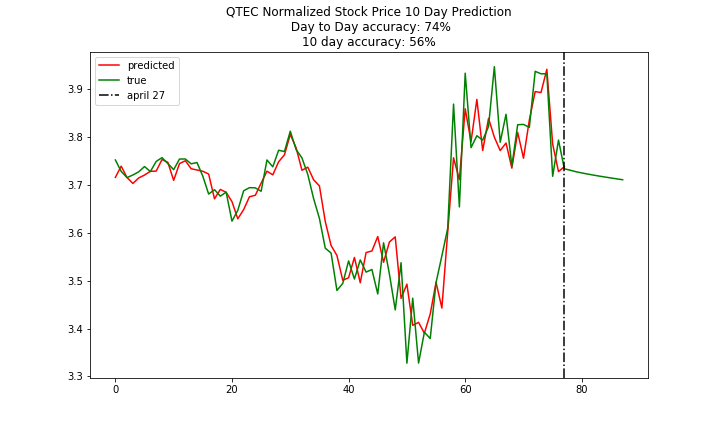 QTEC Normalized Stock Price 10 Day Prediction
Day to Day accuracy: 74%
10 day accuracy: 56%
predicted
true
april 27
3.9
3.8
3.7
3.6
3.5
3.4
3.3
0 20 40 60 80